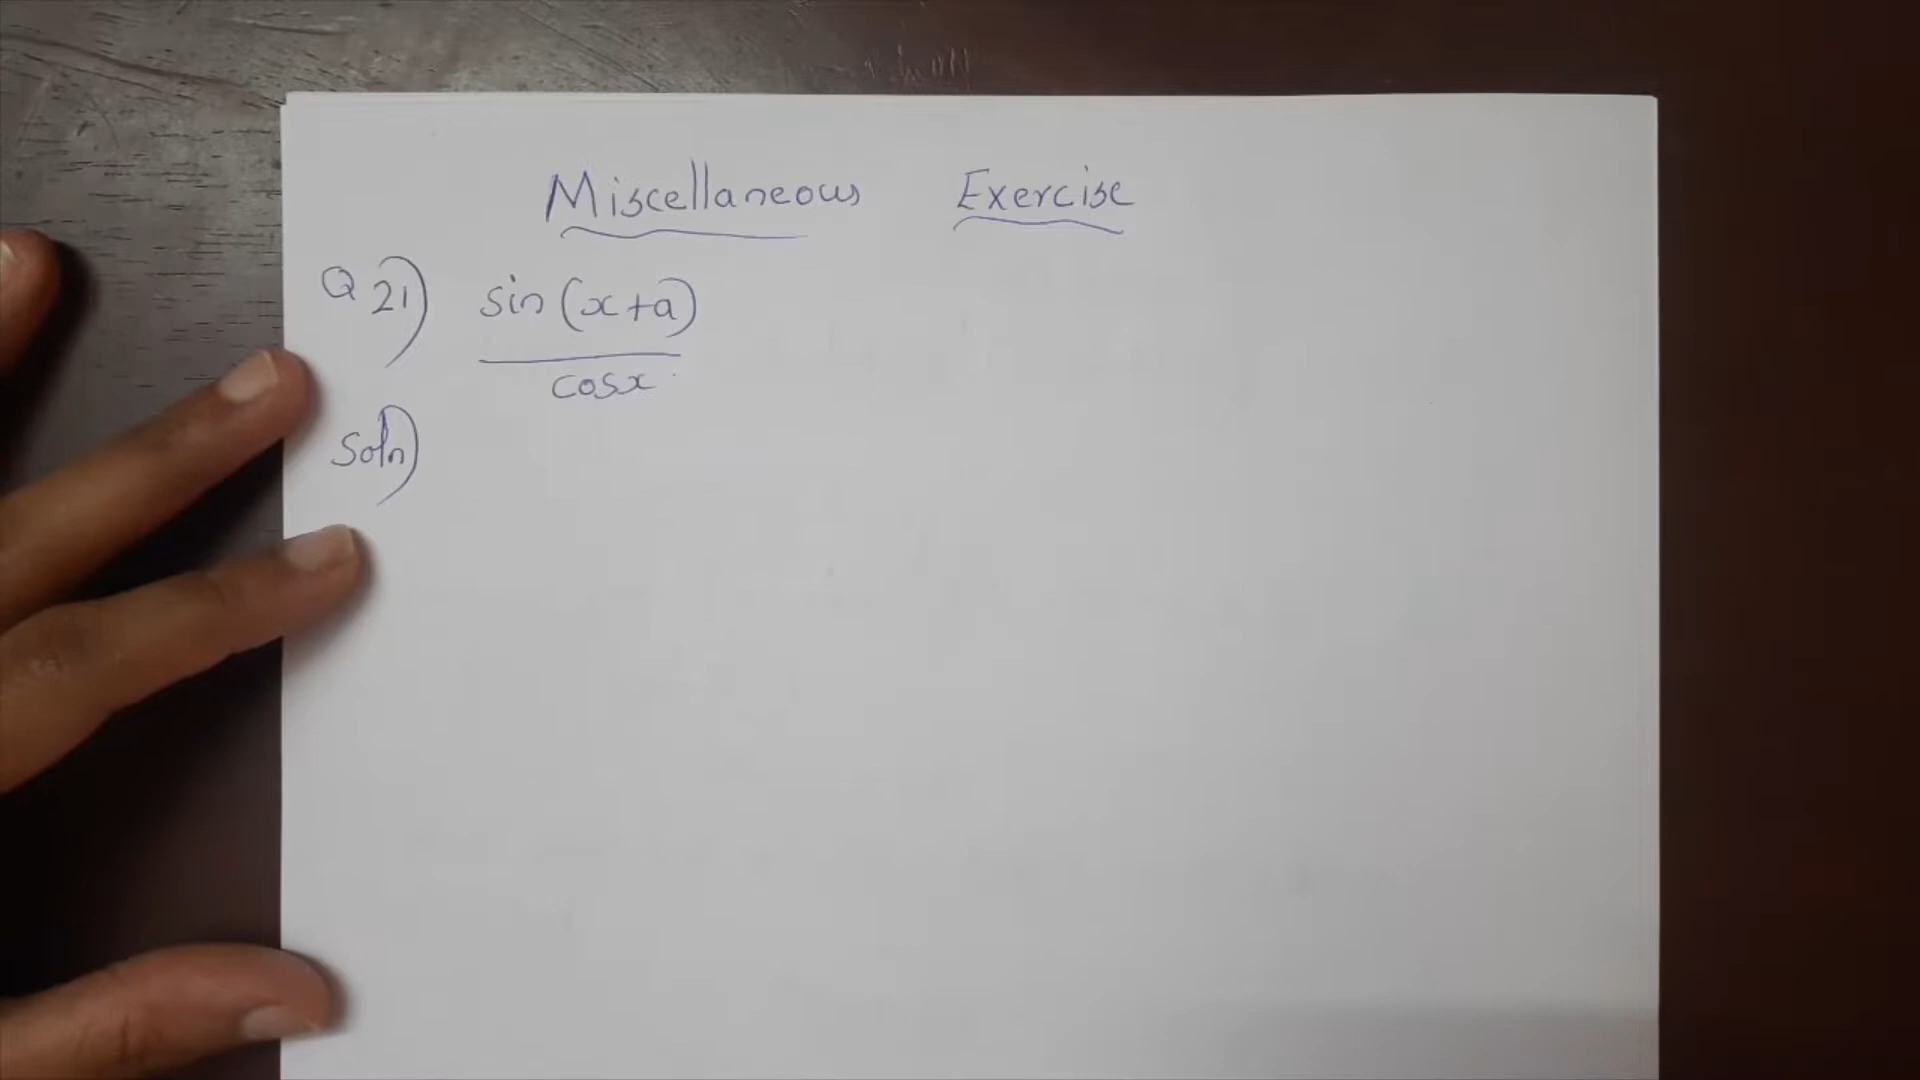 Miscellaneous Exercise
Q 21) sin (x+a)
cosx
Soln)